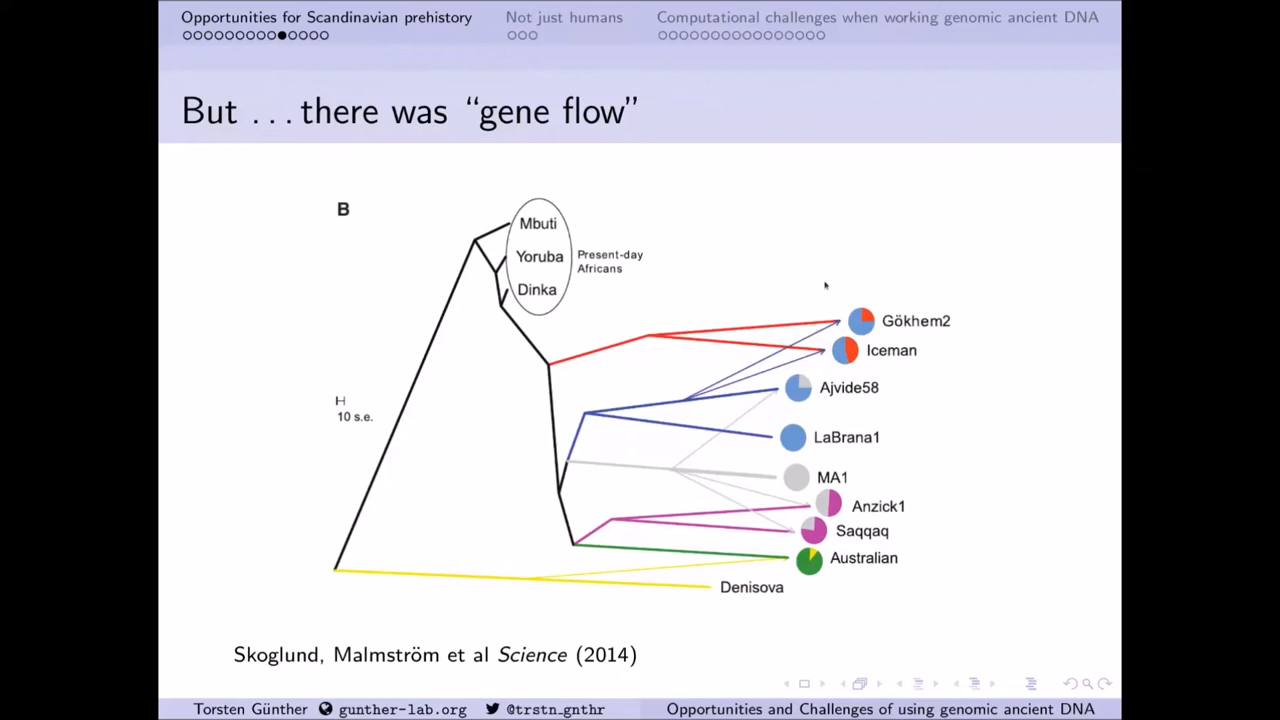 Opportunities for Scandinavian prehistory Not just humans Computational challenges when working genomic ancient DNA
But . . . there was “gene flow”
B
Mbuti
Yoruba
Dinka
Present-day
Africans
Gökhem2
Iceman
Ajvide58
LaBrana1
MA1
Anzick1
Saqqaq
Australian
Denisova
10 s.e.
Skoglund, Malmström et al Science (2014)
Torsten Günther gunther-lab.org @trstn_gnthr Opportunities and Challenges of using genomic ancient DNA